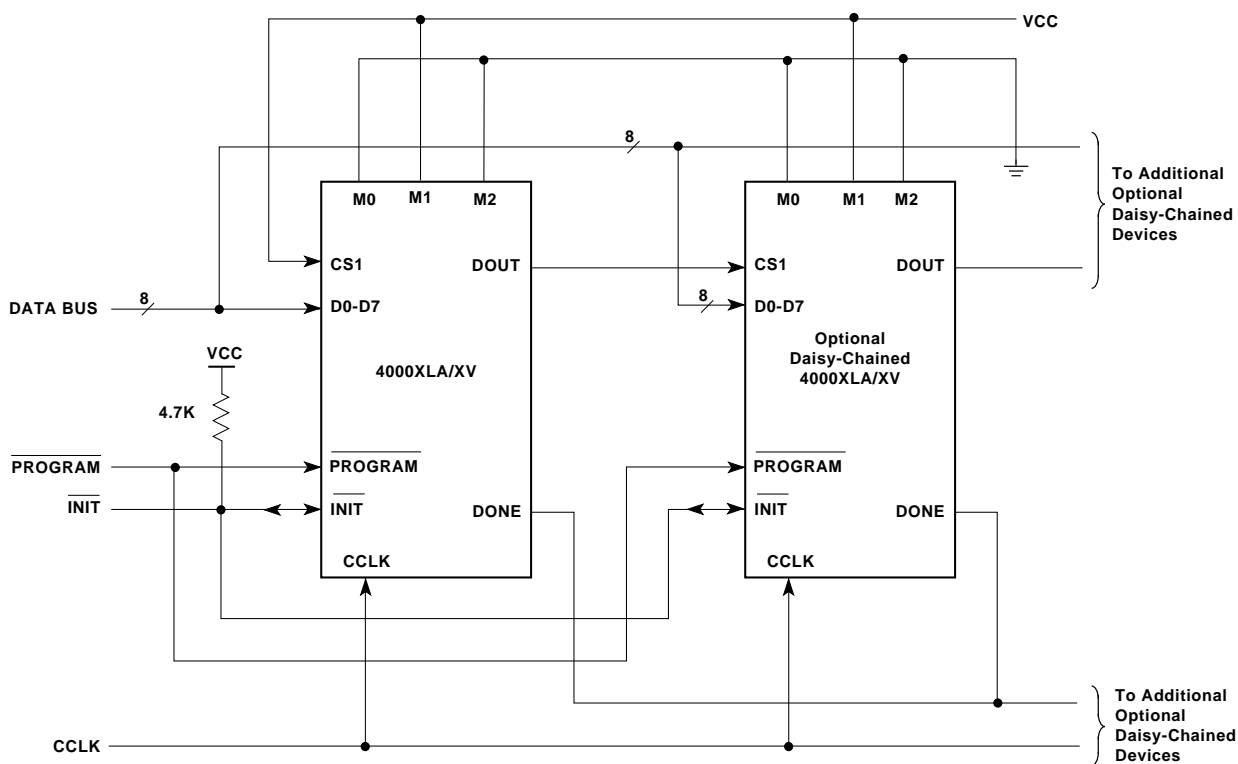 VCC
8
M0 M1 M2
M0 M1 M2
To Additional
Optional
Daisy-Chained
Devices
CS1
DOUT
CS1
DOUT
DATA BUS
8
D0-D7
8
D0-D7
Optional
Daisy-Chained
4000XLA/XV
VCC
4000XLA/XV
4.7K
PROGRAM
PROGRAM
PROGRAM
INIT
INIT
DONE
INIT
DONE
CCLK
CCLK
To Additional
Optional
Daisy-Chained
Devices
CCLK